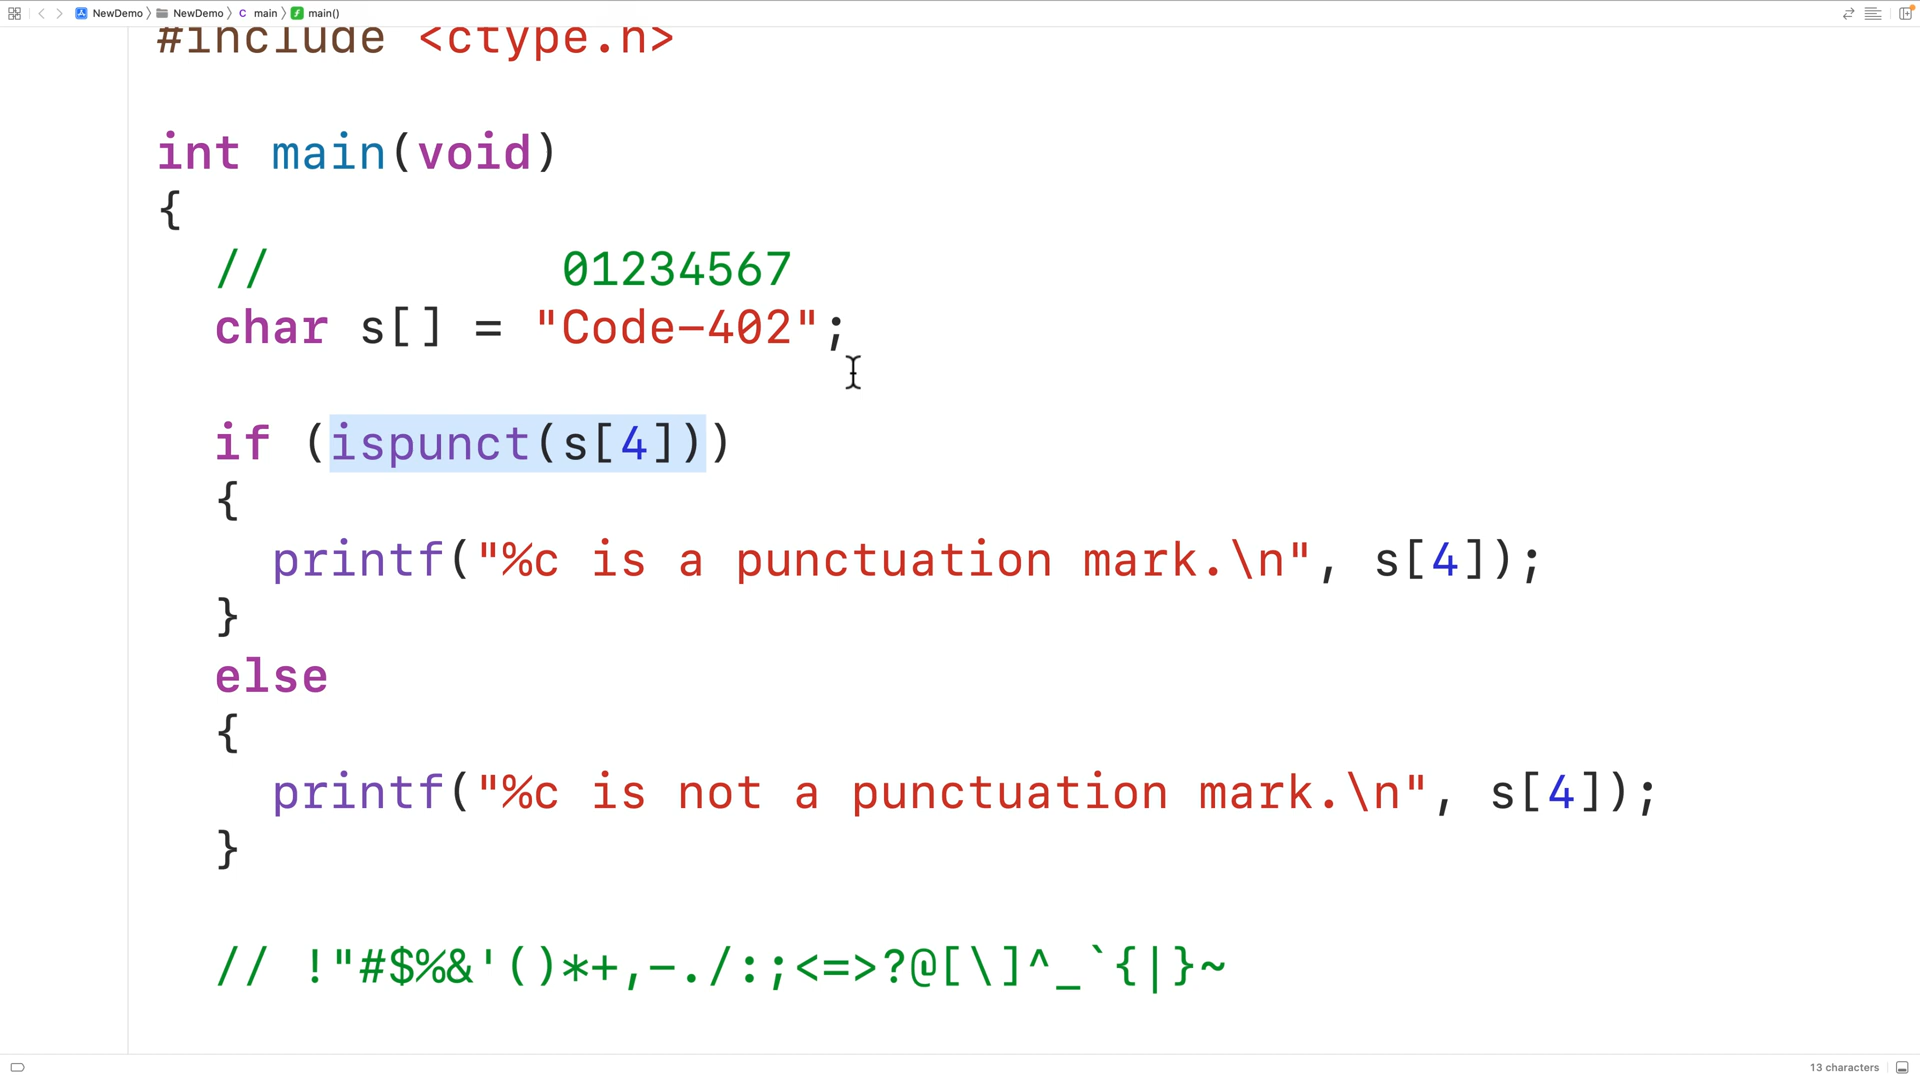 NewDemo 〉 NewDemo 〉 C main 〉 f main()
#include <ctype.h>
int main(void)
{
// 01234567
char s[] = "Code-402";
if (ispunct(s[4]))
{
printf("%c is a punctuation mark.\n", s[4]);
}
else
{
printf("%c is not a punctuation mark.\n", s[4]);
}
// !"#$%&'()*+,-./:;<=>?@[\]^_`{|}~
13 characters